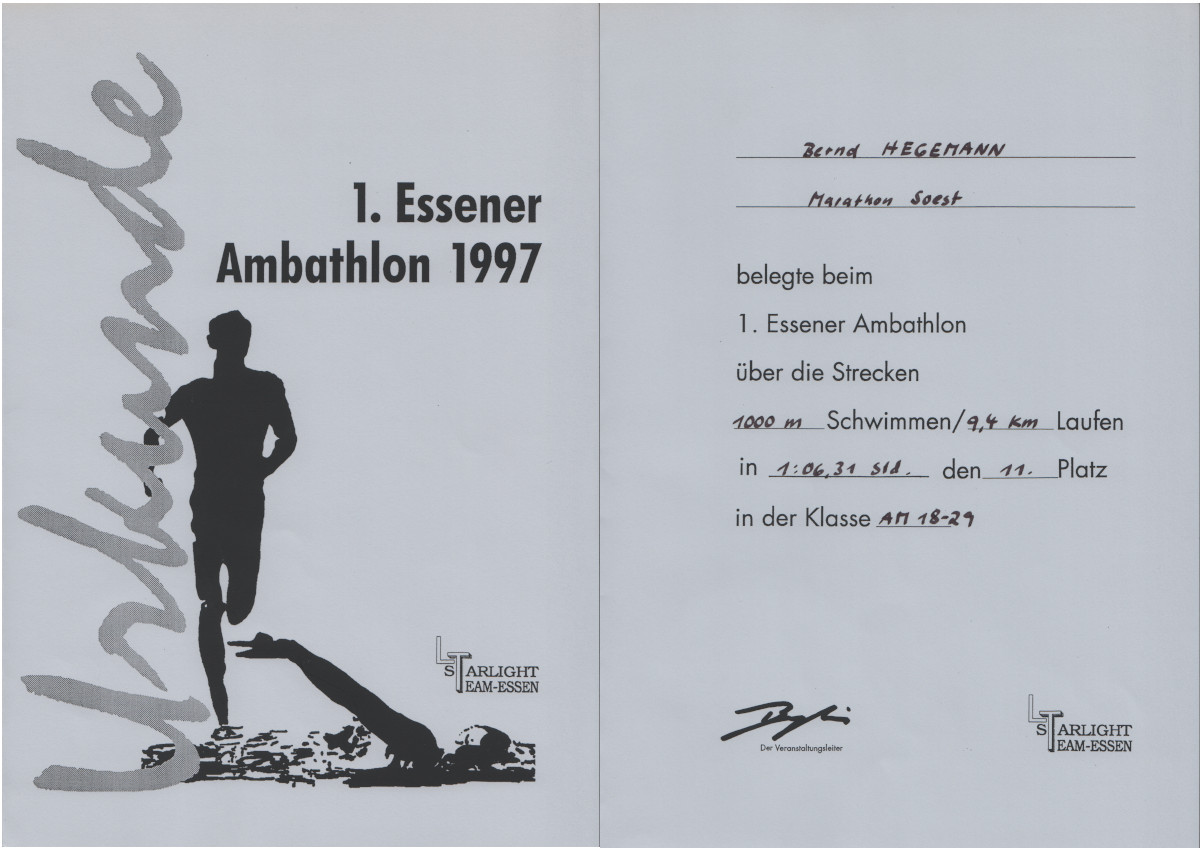 Urkunde
1. Essener
Ambathlon 1997
STARLIGHT
TEAM-ESSEN
Bernd HEGEMANN
Marathon Soest
belegte beim
1. Essener Ambathlon
über die Strecken
1000 m Schwimmen/9,4 km Laufen
in 1:06,31 Std. den 11. Platz
in der Klasse AM 18-29
Der Veranstaltungsleiter
STARLIGHT
TEAM-ESSEN